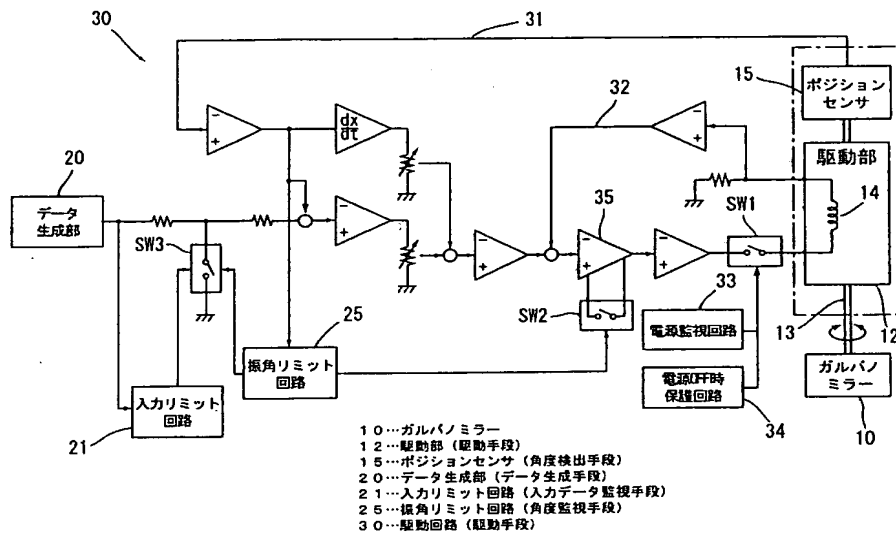 30
31
15
ポジション
センサ
32
dx
dt
駆動部
20
データ
生成部
35
SW1
14
SW3
33
25
SW2
電源監視回路
13
12
振角リミット
回路
電源OFF時
保護回路
ガルバノ
ミラー
入力リミット
回路
21
34
10
10…ガルバノミラー
12…駆動部(駆動手段)
15…ポジションセンサ(角度検出手段)
20…データ生成部(データ生成手段)
21…入力リミット回路(入力データ監視手段)
25…振角リミット回路(角度監視手段)
30…駆動回路(駆動手段)